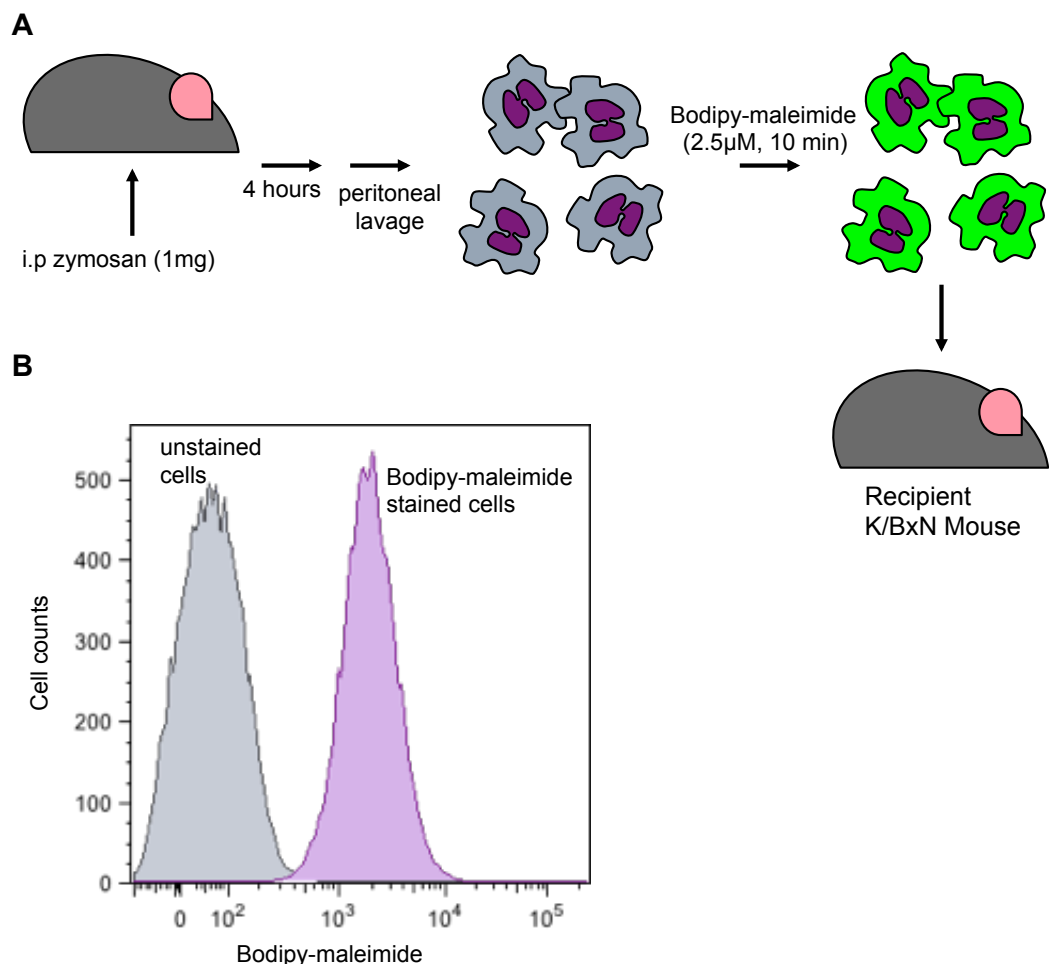 A
i.p zymosan (1mg)
4 hours
peritoneal
lavage
Bodipy-maleimide
(2.5µM, 10 min)
Recipient
K/BxN Mouse
B
unstained
cells
Bodipy-maleimide
stained cells
Cell counts
500
400
300
200
100
0
0 10² 10³ 10⁴ 10⁵
Bodipy-maleimide